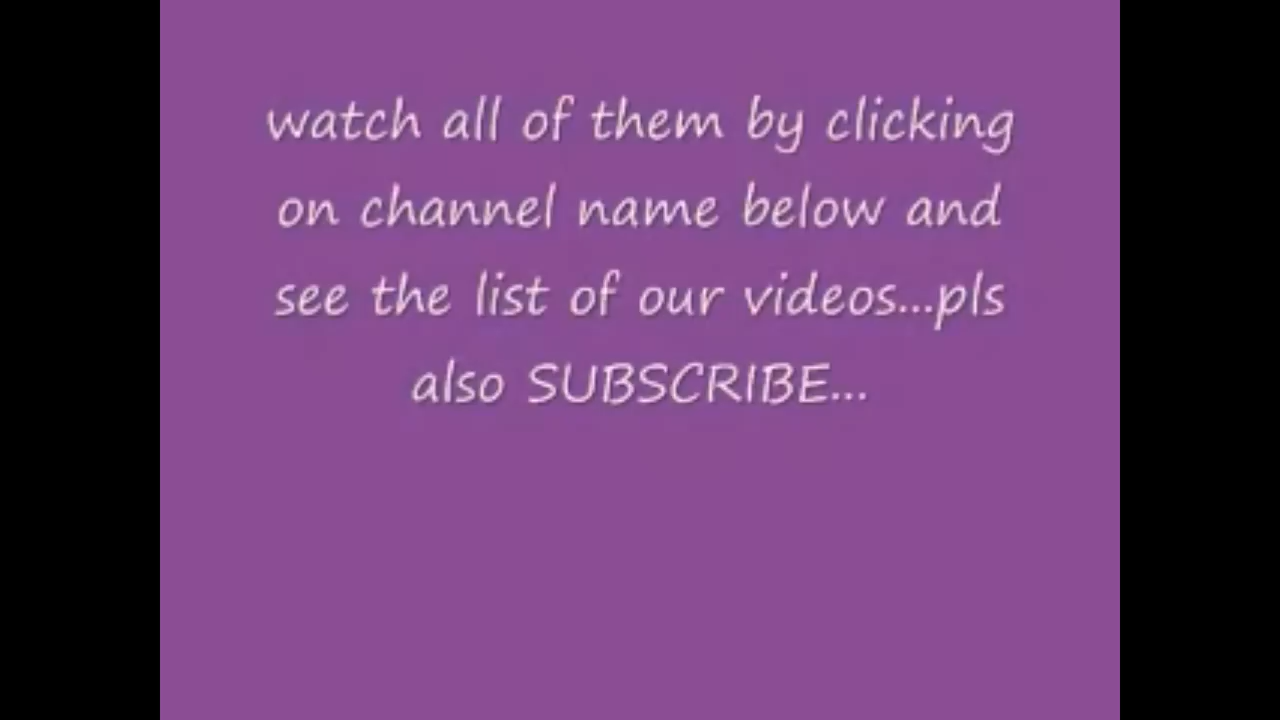 watch all of them by clicking
on channel name below and
see the list of our videos...pls
also SUBSCRIBE...